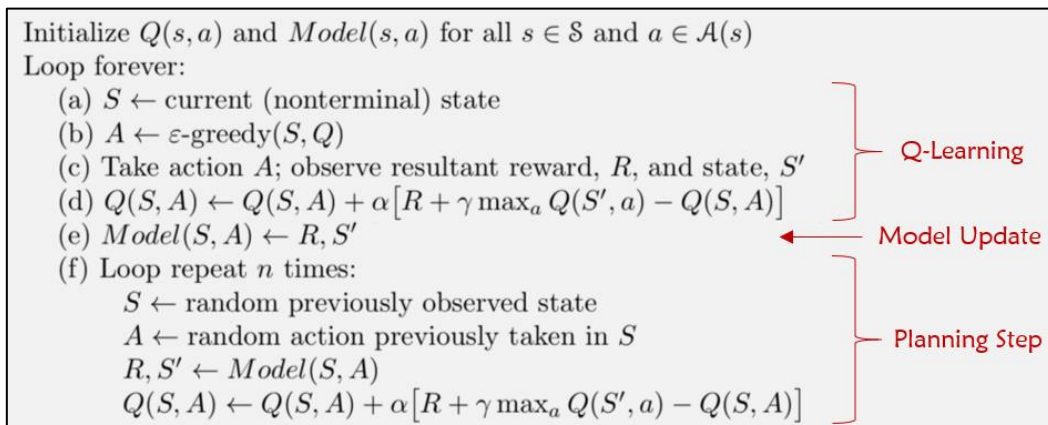 Initialize Q(s, a) and Model(s, a) for all s ∈ 𝒮 and a ∈ 𝒜(s)
Loop forever:
(a) S ← current (nonterminal) state
(b) A ← ε-greedy(S, Q)
(c) Take action A; observe resultant reward, R, and state, S′
(d) Q(S, A) ← Q(S, A) + α[R + γ maxₐ Q(S′, a) − Q(S, A)]
Q-Learning
(e) Model(S, A) ← R, S′
Model Update
(f) Loop repeat n times:
S ← random previously observed state
A ← random action previously taken in S
R, S′ ← Model(S, A)
Q(S, A) ← Q(S, A) + α[R + γ maxₐ Q(S′, a) − Q(S, A)]
Planning Step